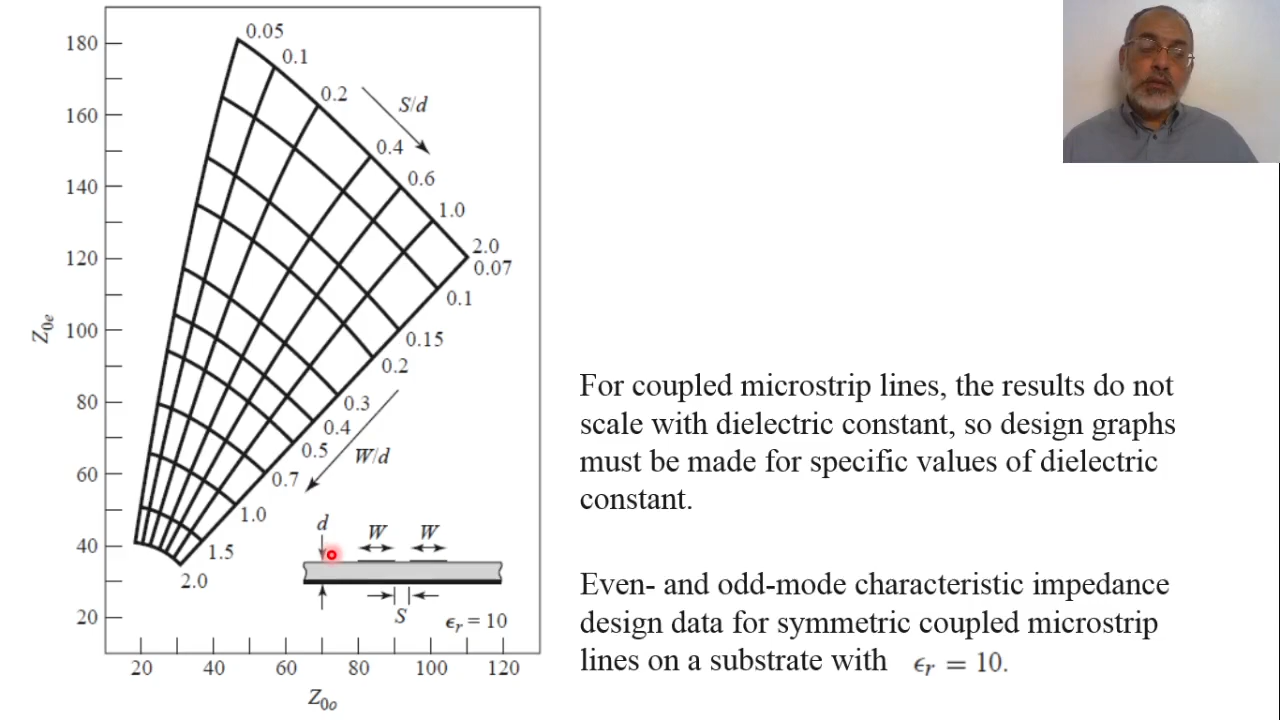 180
160
140
120
100
80
60
40
20
Z0e
20 40 60 80 100 120
Z0o
0.05
0.1
0.2
0.4
0.6
1.0
2.0
S/d
0.07
0.1
0.15
0.2
0.3
0.4
0.5
0.7
1.0
1.5
2.0
W/d
d W W
S
ϵr = 10
For coupled microstrip lines, the results do not
scale with dielectric constant, so design graphs
must be made for specific values of dielectric
constant.
Even- and odd-mode characteristic impedance
design data for symmetric coupled microstrip
lines on a substrate with ϵr = 10.